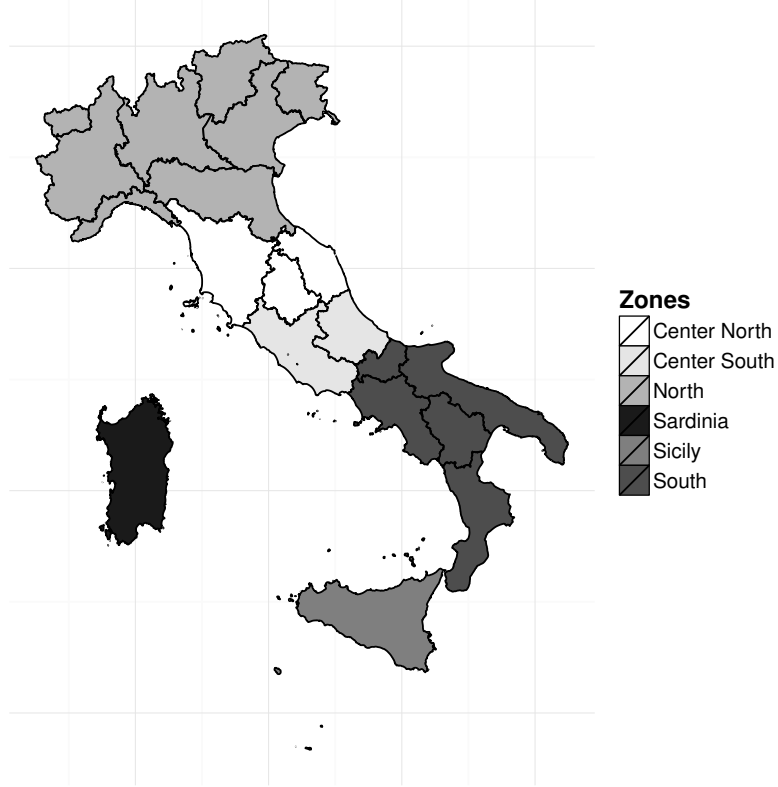 Zones
Center North
Center South
North
Sardinia
Sicily
South